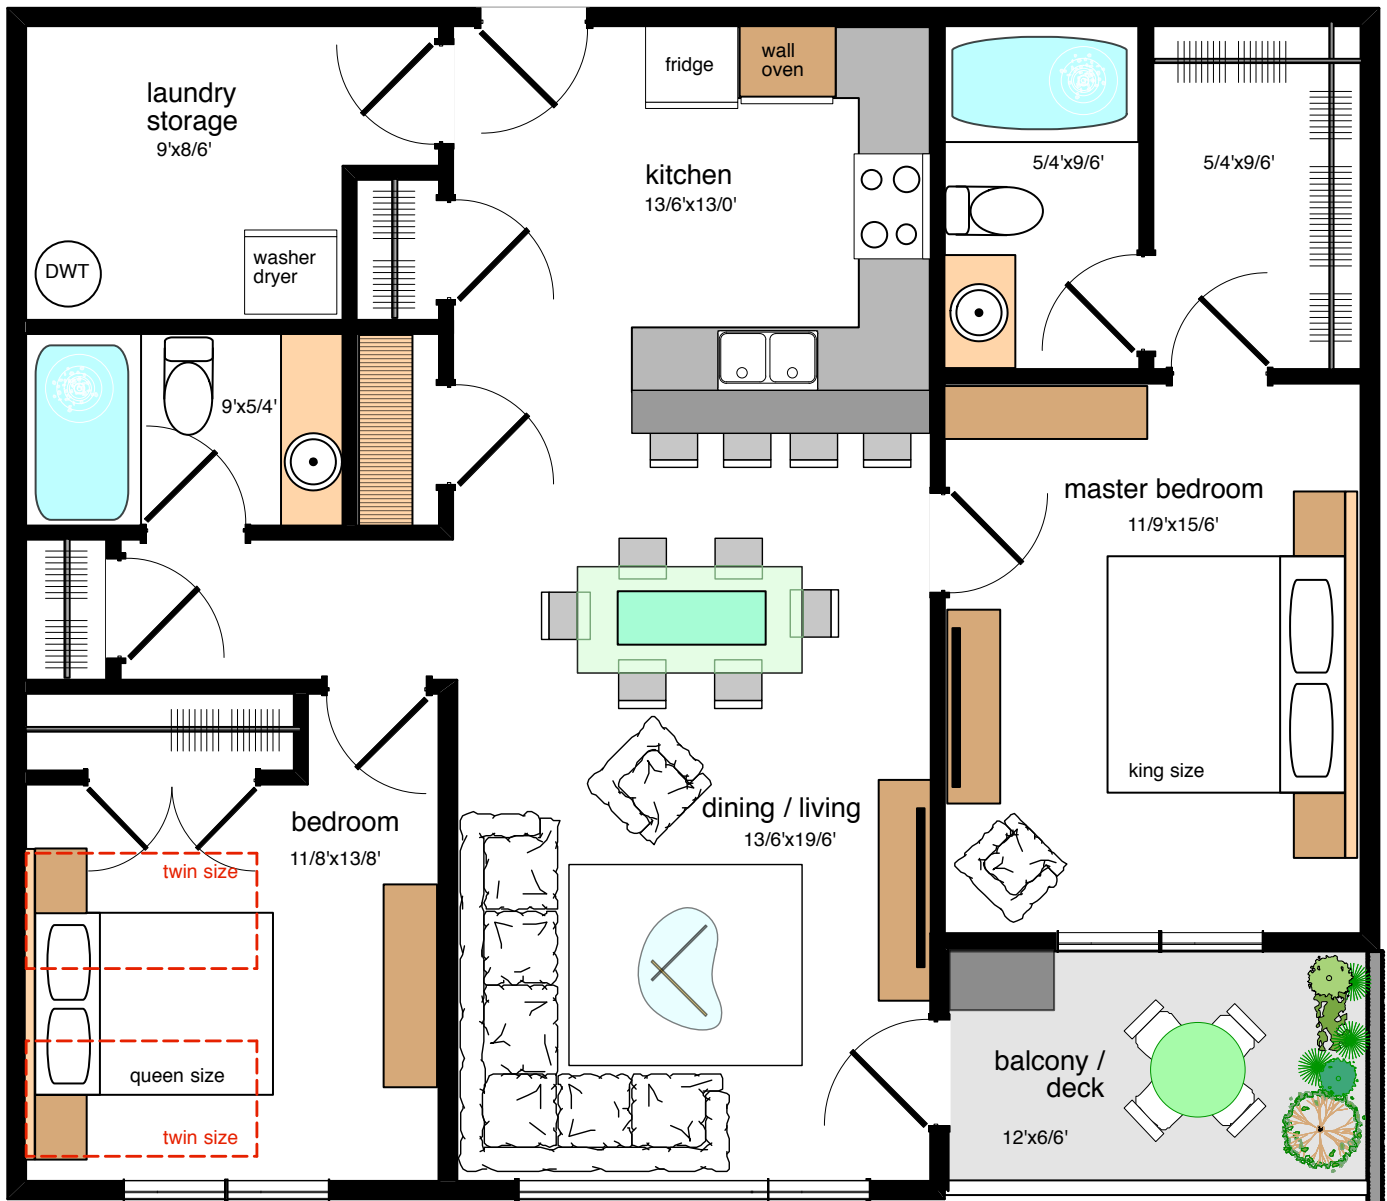 laundry
storage
9'x8/6'
fridge
wall
oven
kitchen
13/6'x13/0'
5/4'x9/6'
5/4'x9/6'
DWT
washer
dryer
9'x5/4'
master bedroom
11/9'x15/6'
king size
dining / living
13/6'x19/6'
bedroom
11/8'x13/8'
twin size
queen size
twin size
balcony /
deck
12'x6/6'